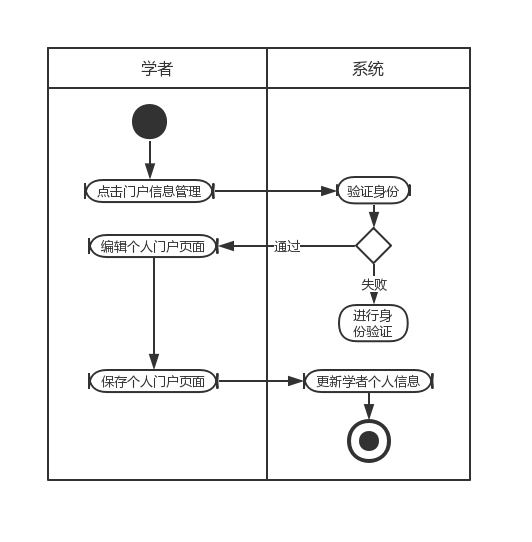 学者
系统
点击门户信息管理
验证身份
编辑个人门户页面
通过
失败
进行身
份验证
保存个人门户页面
更新学者个人信息